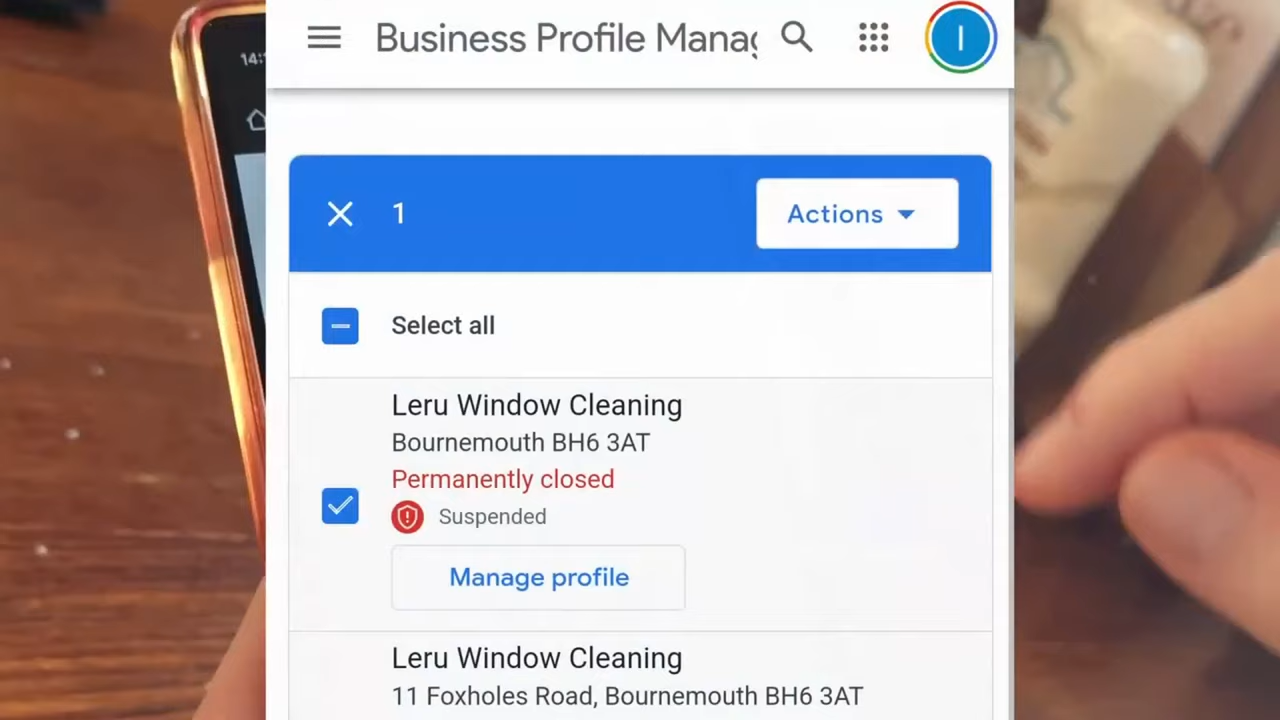 14:
Business Profile Manag
I
1
Actions
Select all
Leru Window Cleaning
Bournemouth BH6 3AT
Permanently closed
Suspended
Manage profile
Leru Window Cleaning
11 Foxholes Road, Bournemouth BH6 3AT